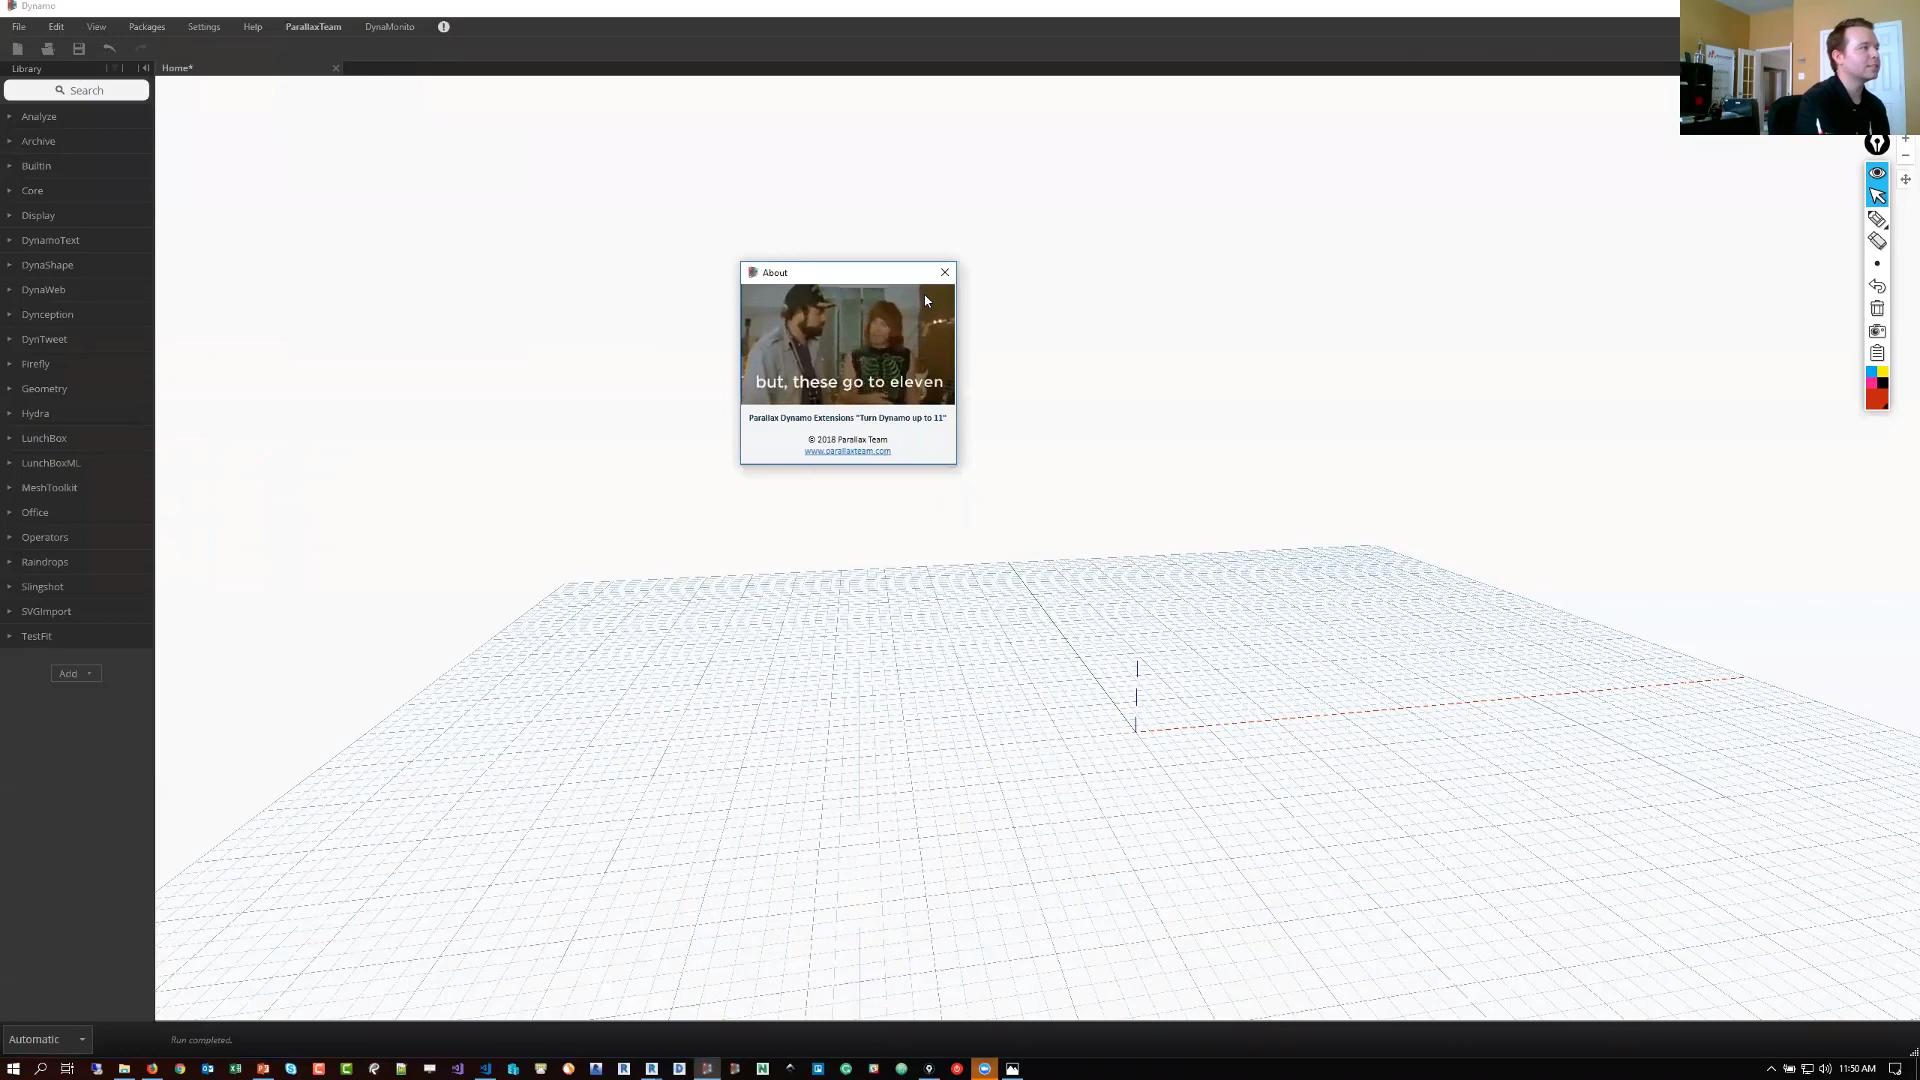 Dynamo
File Edit View Packages Settings Help ParallaxTeam DynaMonito
Library
Home*
Search
Analyze
Archive
BuiltIn
Core
Display
DynamoText
DynaShape
DynaWeb
Dynception
DynTweet
Firefly
Geometry
Hydra
LunchBox
LunchBoxML
MeshToolkit
Office
Operators
Raindrops
Slingshot
SVGImport
TestFit
Add
About
but, these go to eleven
Parallax Dynamo Extensions "Turn Dynamo up to 11"
© 2018 Parallax Team
www.parallaxteam.com
Automatic
Run completed.
11:50 AM